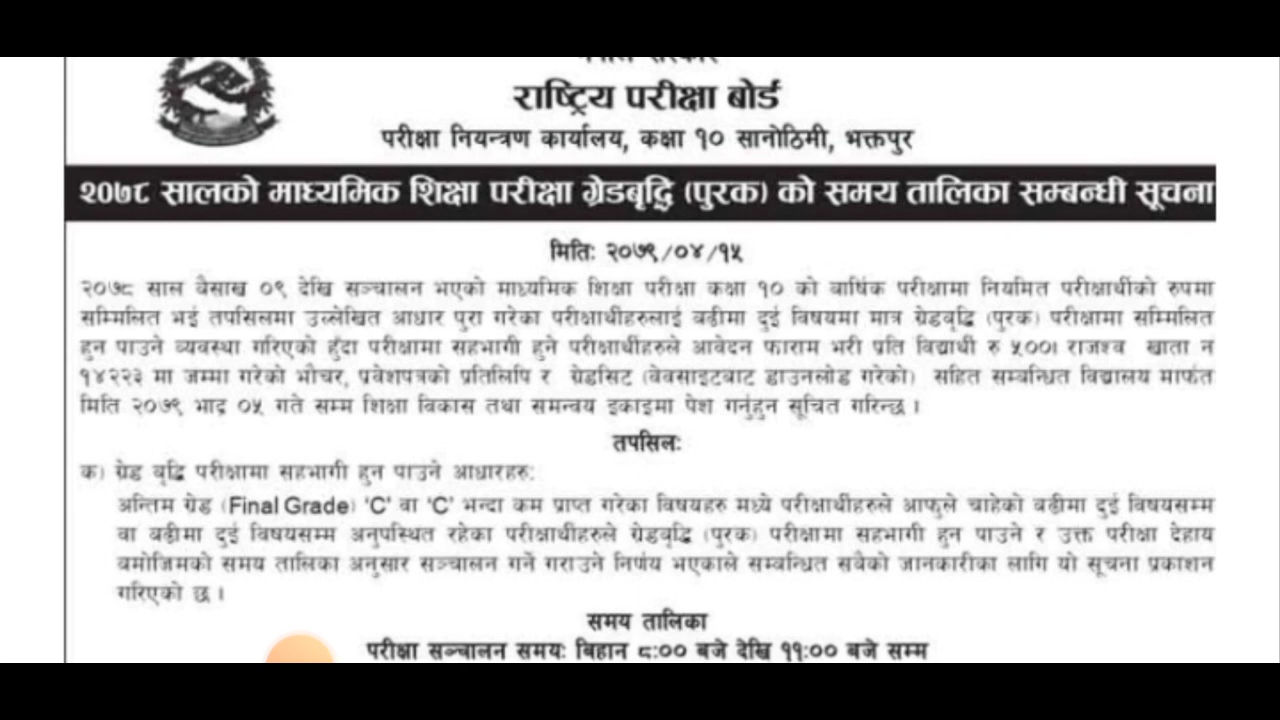 राष्ट्रिय परीक्षा बोर्ड
परीक्षा नियन्त्रण कार्यालय, कक्षा १० सानोठिमी, भक्तपुर
२०७८ सालको माध्यमिक शिक्षा परीक्षा ग्रेडबृद्धि (पुरक) को समय तालिका सम्बन्धी सूचना
मितिः २०७९/०४/१५
२०७८ साल बैसाख ०९ देखि सञ्चालन भएको माध्यमिक शिक्षा परीक्षा कक्षा १० को बार्षिक परीक्षामा नियमित परीक्षार्थीको रुपमा
सम्मिलित भई तपसिलमा उल्लेखित आधार पुरा गरेका परीक्षार्थीहरुलाई बढीमा दुई विषयमा मात्र ग्रेडबृद्धि (पुरक) परीक्षामा सम्मिलित
हुन पाउने व्यवस्था गरिएको हुँदा परीक्षामा सहभागी हुने परीक्षार्थीहरुले आवेदन फाराम भरी प्रति विद्यार्थी रु ५००। राजश्व खाता न
१४२२३ मा जम्मा गरेको भौचर, प्रवेशपत्रको प्रतिलिपि र ग्रेडसिट (वेवसाइटबाट डाउनलोड गरेको) सहित सम्बन्धित विद्यालय मार्फत
मिति २०७९ भाद्र ०५ गते सम्म शिक्षा विकास तथा समन्वय इकाइमा पेश गर्नुहुन सूचित गरिन्छ ।
तपसिलः
क) ग्रेड बृद्धि परीक्षामा सहभागी हुन पाउने आधारहरु:
अन्तिम ग्रेड (Final Grade) 'C' वा 'C' भन्दा कम प्राप्त गरेका विषयहरु मध्ये परीक्षार्थीहरुले आफुले चाहेको बढीमा दुई विषयसम्म
वा बढीमा दुई विषयसम्म अनुपस्थित रहेका परीक्षार्थीहरुले ग्रेडबृद्धि (पुरक) परीक्षामा सहभागी हुन पाउने र उक्त परीक्षा देहाय
बमोजिमको समय तालिका अनुसार सञ्चालन गर्ने गराउने निर्णय भएकाले सम्बन्धित सबैको जानकारीका लागि यो सूचना प्रकाशन
गरिएको छ ।
समय तालिका
परीक्षा सञ्चालन समयः बिहान ८:०० बजे देखि ११:०० बजे सम्म